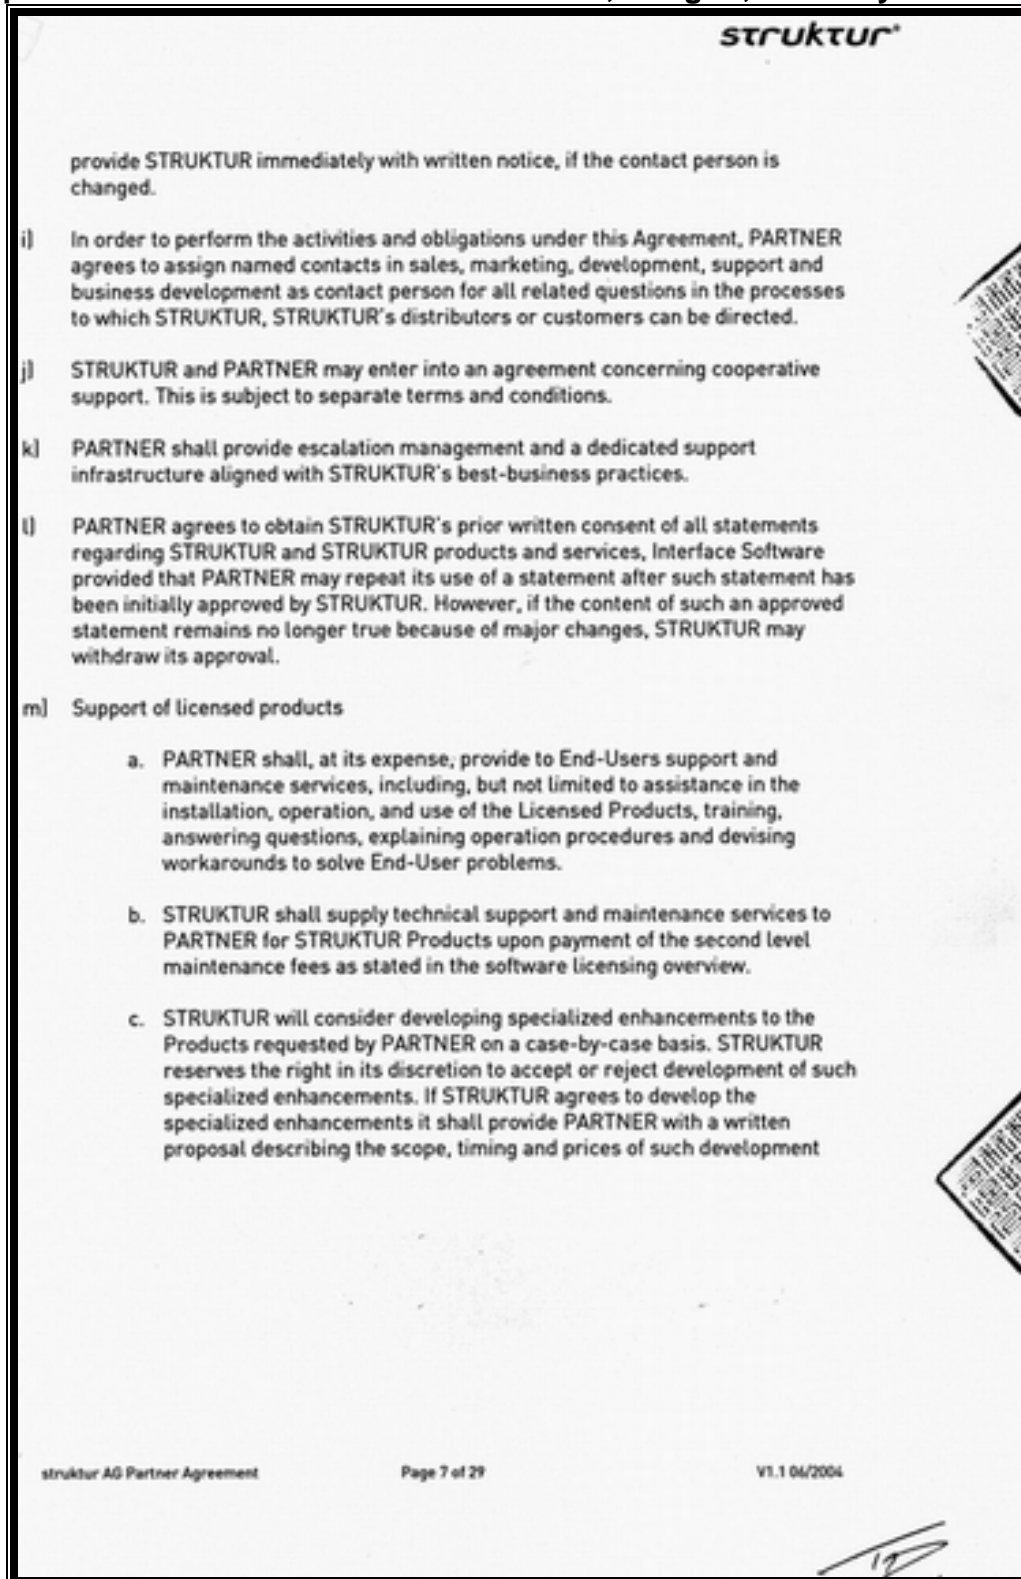 struktur®
provide STRUKTUR immediately with written notice, if the contact person is
changed.
i) In order to perform the activities and obligations under this Agreement, PARTNER
agrees to assign named contacts in sales, marketing, development, support and
business development as contact person for all related questions in the processes
to which STRUKTUR, STRUKTUR's distributors or customers can be directed.
j) STRUKTUR and PARTNER may enter into an agreement concerning cooperative
support. This is subject to separate terms and conditions.
k) PARTNER shall provide escalation management and a dedicated support
infrastructure aligned with STRUKTUR's best-business practices.
l) PARTNER agrees to obtain STRUKTUR's prior written consent of all statements
regarding STRUKTUR and STRUKTUR products and services, Interface Software
provided that PARTNER may repeat its use of a statement after such statement has
been initially approved by STRUKTUR. However, if the content of such an approved
statement remains no longer true because of major changes, STRUKTUR may
withdraw its approval.
m) Support of licensed products
a. PARTNER shall, at its expense, provide to End-Users support and
maintenance services, including, but not limited to assistance in the
installation, operation, and use of the Licensed Products, training,
answering questions, explaining operation procedures and devising
workarounds to solve End-User problems.
b. STRUKTUR shall supply technical support and maintenance services to
PARTNER for STRUKTUR Products upon payment of the second level
maintenance fees as stated in the software licensing overview.
c. STRUKTUR will consider developing specialized enhancements to the
Products requested by PARTNER on a case-by-case basis. STRUKTUR
reserves the right in its discretion to accept or reject development of such
specialized enhancements. If STRUKTUR agrees to develop the
specialized enhancements it shall provide PARTNER with a written
proposal describing the scope, timing and prices of such development
struktur AG Partner Agreement Page 7 of 29 V1.1 06/2004